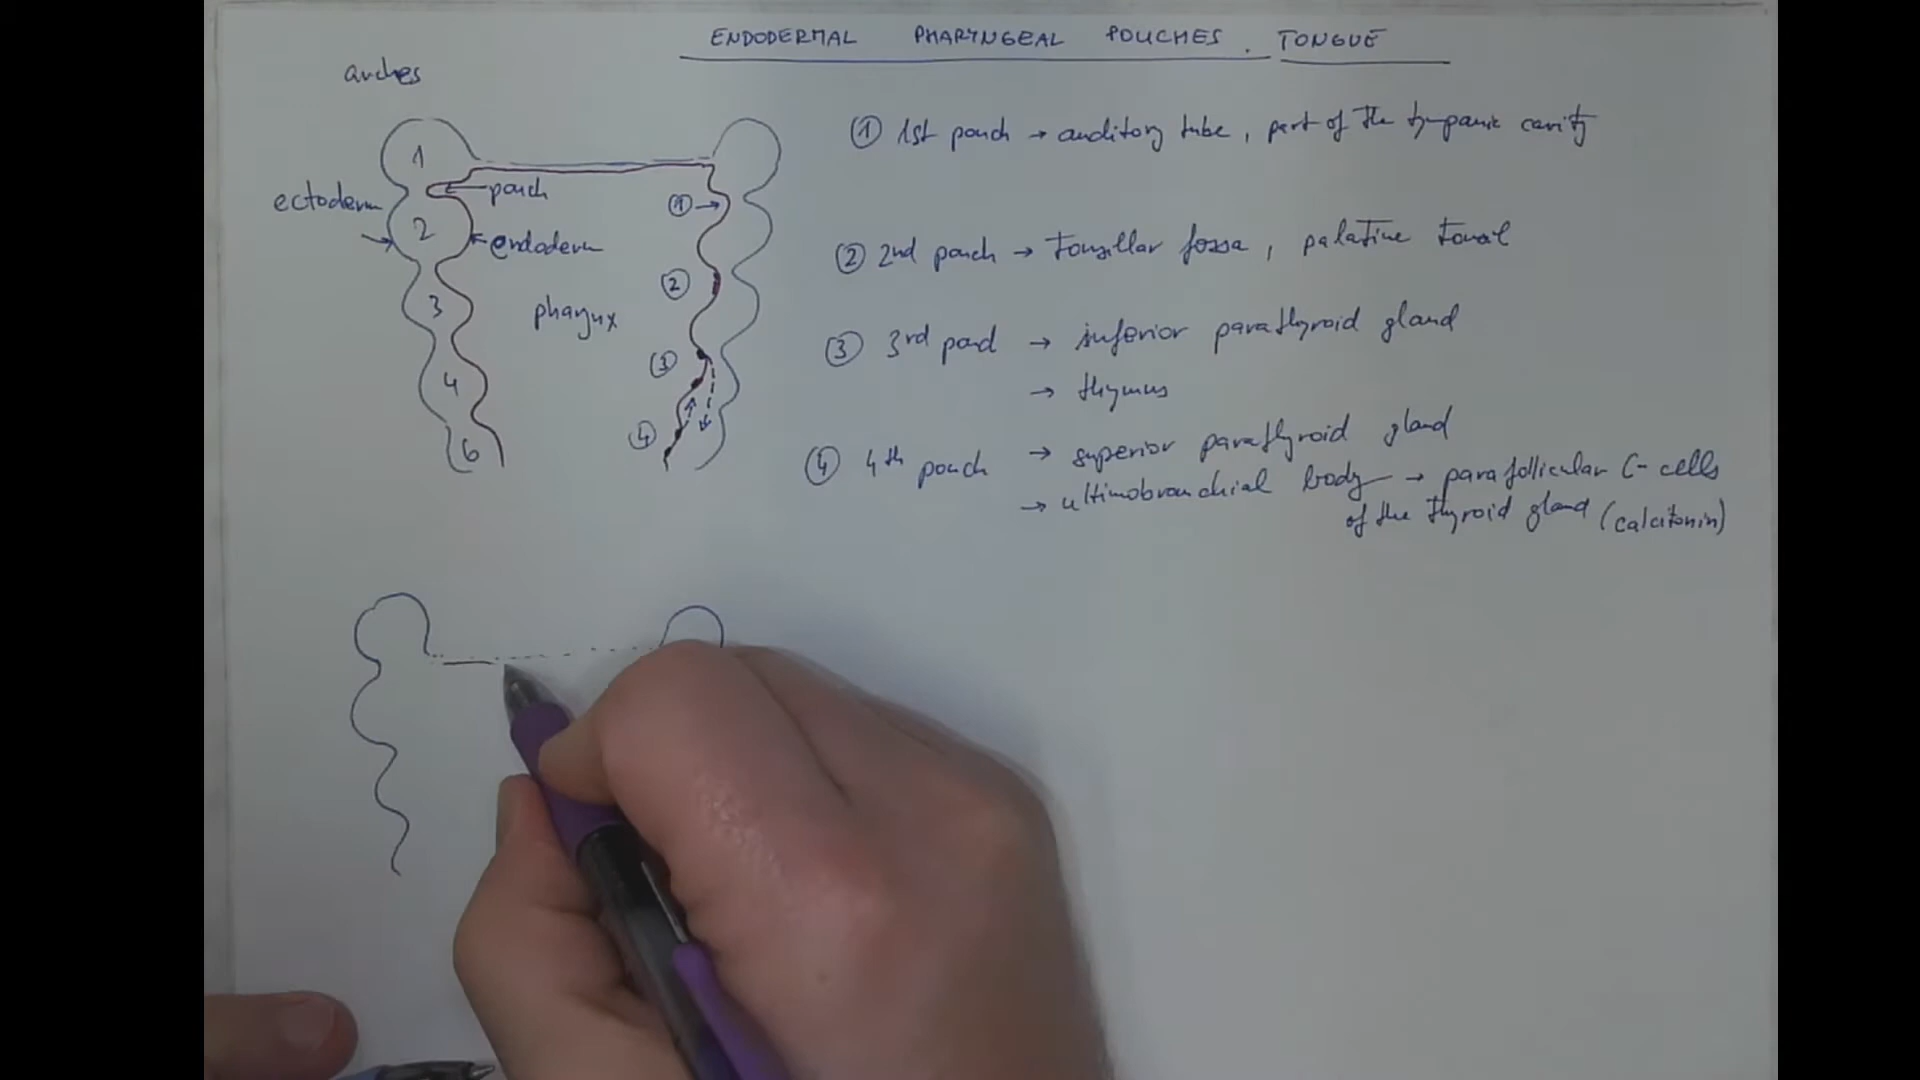 ENDODERMAL PHARYNGEAL POUCHES. TONGUE
arches
1
pouch
ectoderm
2
endoderm
3
pharynx
4
6
①
②
③
④
① 1st pouch → auditory tube, part of the tympanic cavity
② 2nd pouch → tonsillar fossa, palatine tonsil
③ 3rd pouch → inferior parathyroid gland
→ thymus
④ 4th pouch → superior parathyroid gland
→ ultimobranchial body → parafollicular C-cells
of the thyroid gland (calcitonin)